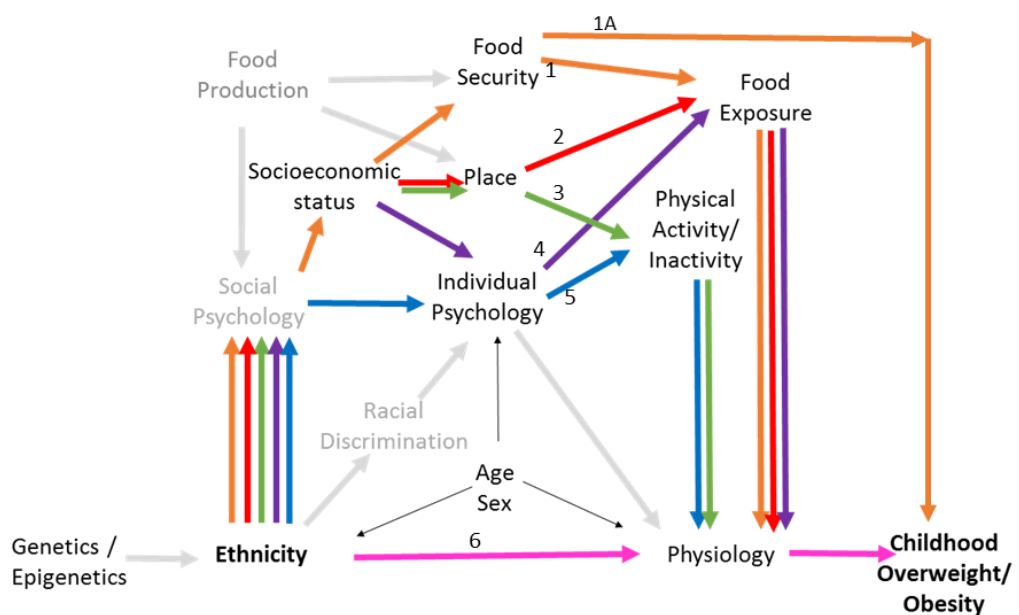 1A
Food
Security
1
Food
Production
Food
Exposure
2
Socioeconomic
status
Place
3
Physical
Activity/
Inactivity
4
Social
Psychology
Individual
Psychology
5
Racial
Discrimination
Age
Sex
Genetics /
Epigenetics
Ethnicity
6
Physiology
Childhood
Overweight/
Obesity